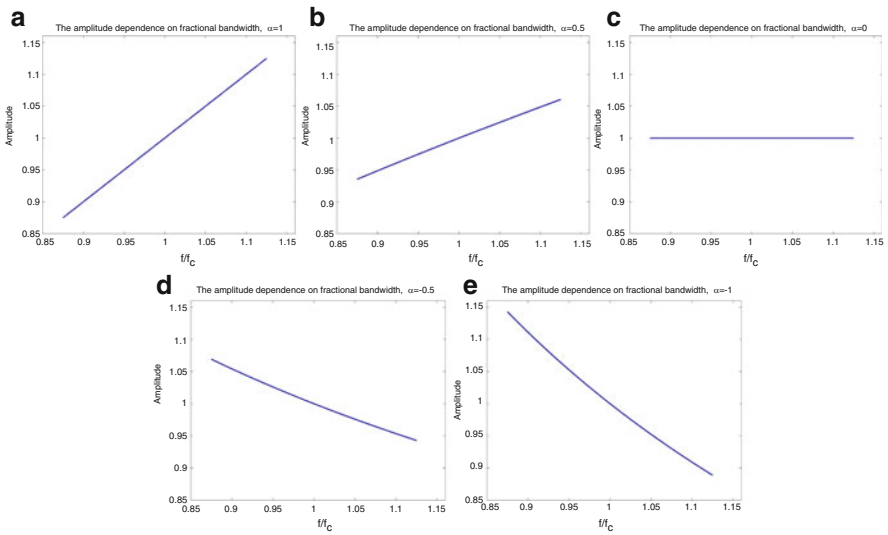 a
The amplitude dependence on fractional bandwidth, α=1
1.15
1.1
1.05
1
0.95
0.9
0.85
Amplitude
0.85 0.9 0.95 1 1.05 1.1 1.15
f/fc
b
The amplitude dependence on fractional bandwidth, α=0.5
1.15
1.1
1.05
1
0.95
0.9
0.85
Amplitude
0.85 0.9 0.95 1 1.05 1.1 1.15
f/fc
c
The amplitude dependence on fractional bandwidth, α=0
1.15
1.1
1.05
1
0.95
0.9
0.85
Amplitude
0.85 0.9 0.95 1 1.05 1.1 1.15
f/fc
d
The amplitude dependence on fractional bandwidth, α=-0.5
1.15
1.1
1.05
1
0.95
0.9
0.85
Amplitude
0.85 0.9 0.95 1 1.05 1.1 1.15
f/fc
e
The amplitude dependence on fractional bandwidth, α=-1
1.15
1.1
1.05
1
0.95
0.9
0.85
Amplitude
0.85 0.9 0.95 1 1.05 1.1 1.15
f/fc